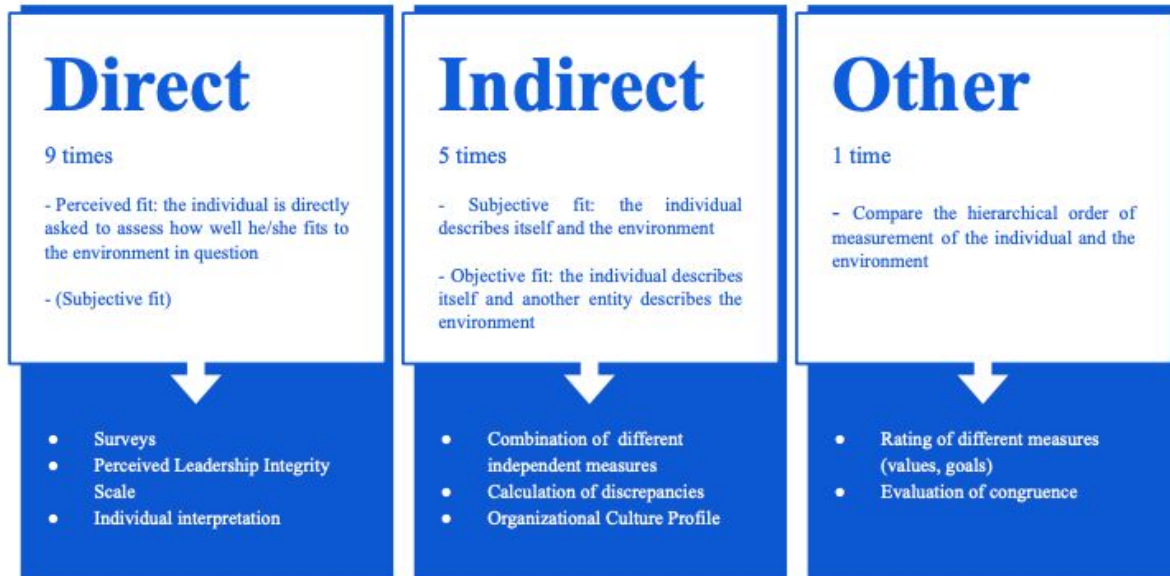 Direct
9 times
- Perceived fit: the individual is directly
asked to assess how well he/she fits to
the environment in question
- (Subjective fit)
● Surveys
● Perceived Leadership Integrity
Scale
● Individual interpretation
Indirect
5 times
- Subjective fit: the individual
describes itself and the environment
- Objective fit: the individual describes
itself and another entity describes the
environment
● Combination of different
independent measures
● Calculation of discrepancies
● Organizational Culture Profile
Other
1 time
- Compare the hierarchical order of
measurement of the individual and the
environment
● Rating of different measures
(values, goals)
● Evaluation of congruence